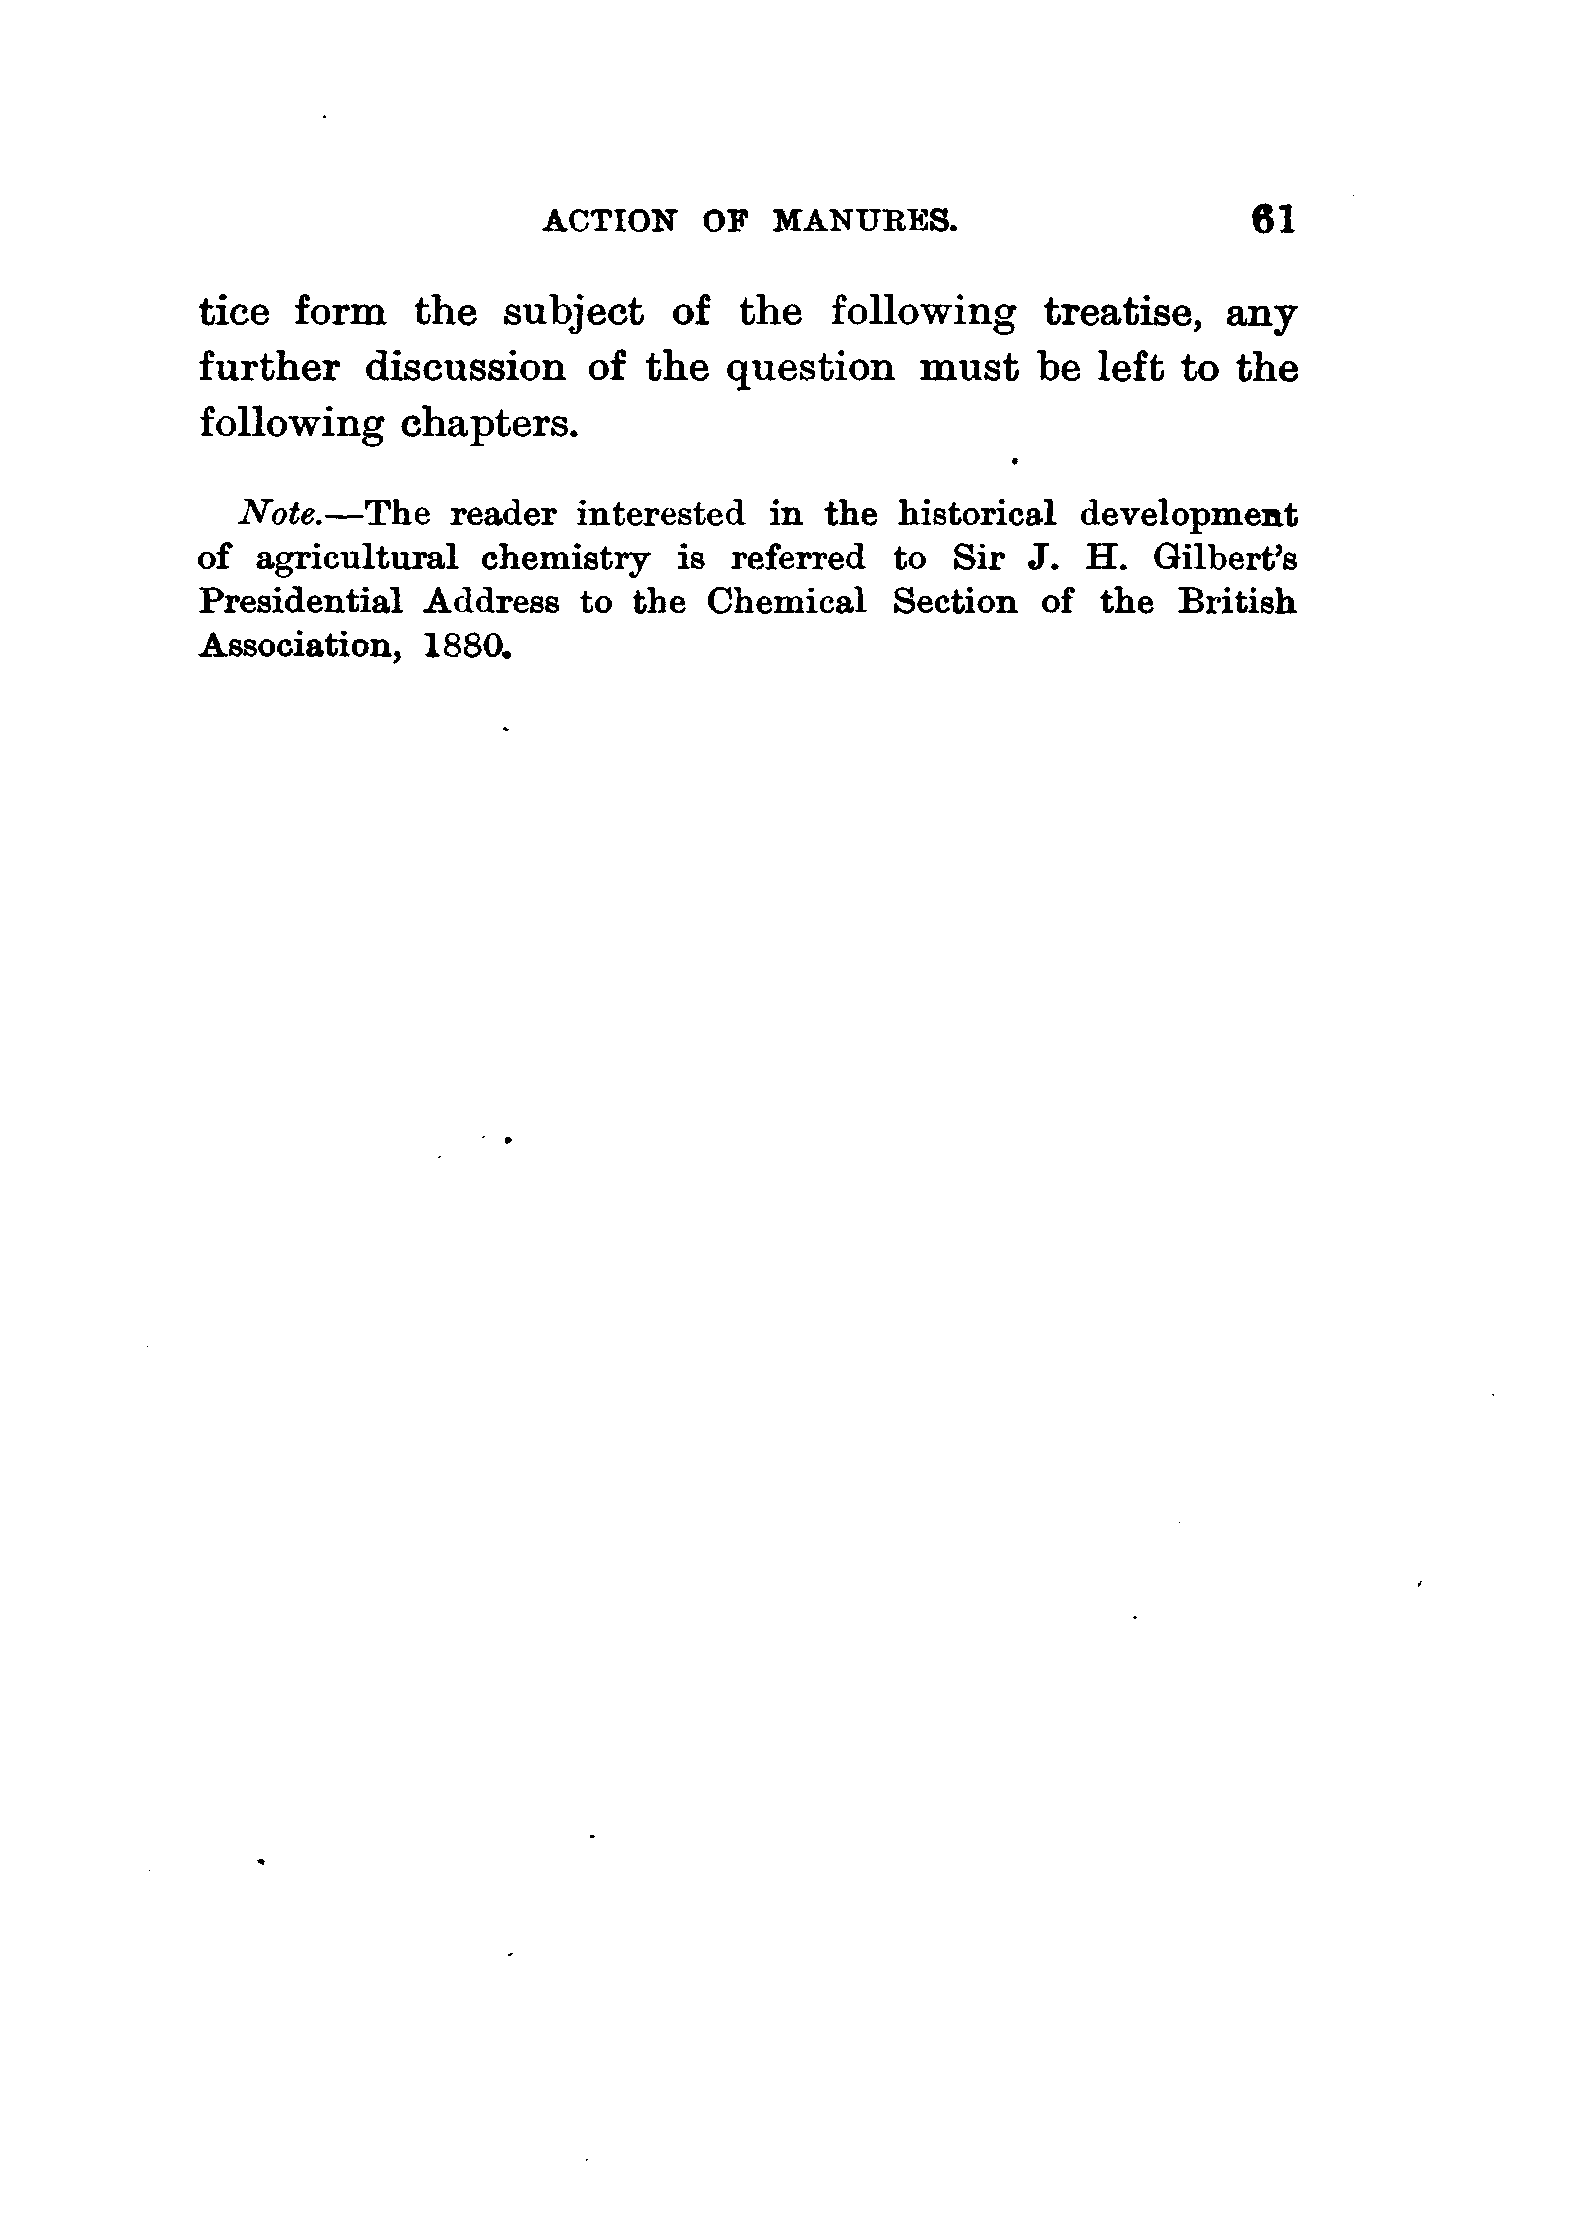 ACTION OF MANURES. 61
tice form the subject of the following treatise, any
further discussion of the question must be left to the
following chapters.
Note.—The reader interested in the historical development
of agricultural chemistry is referred to Sir J. H. Gilbert's
Presidential Address to the Chemical Section of the British
Association, 1880.